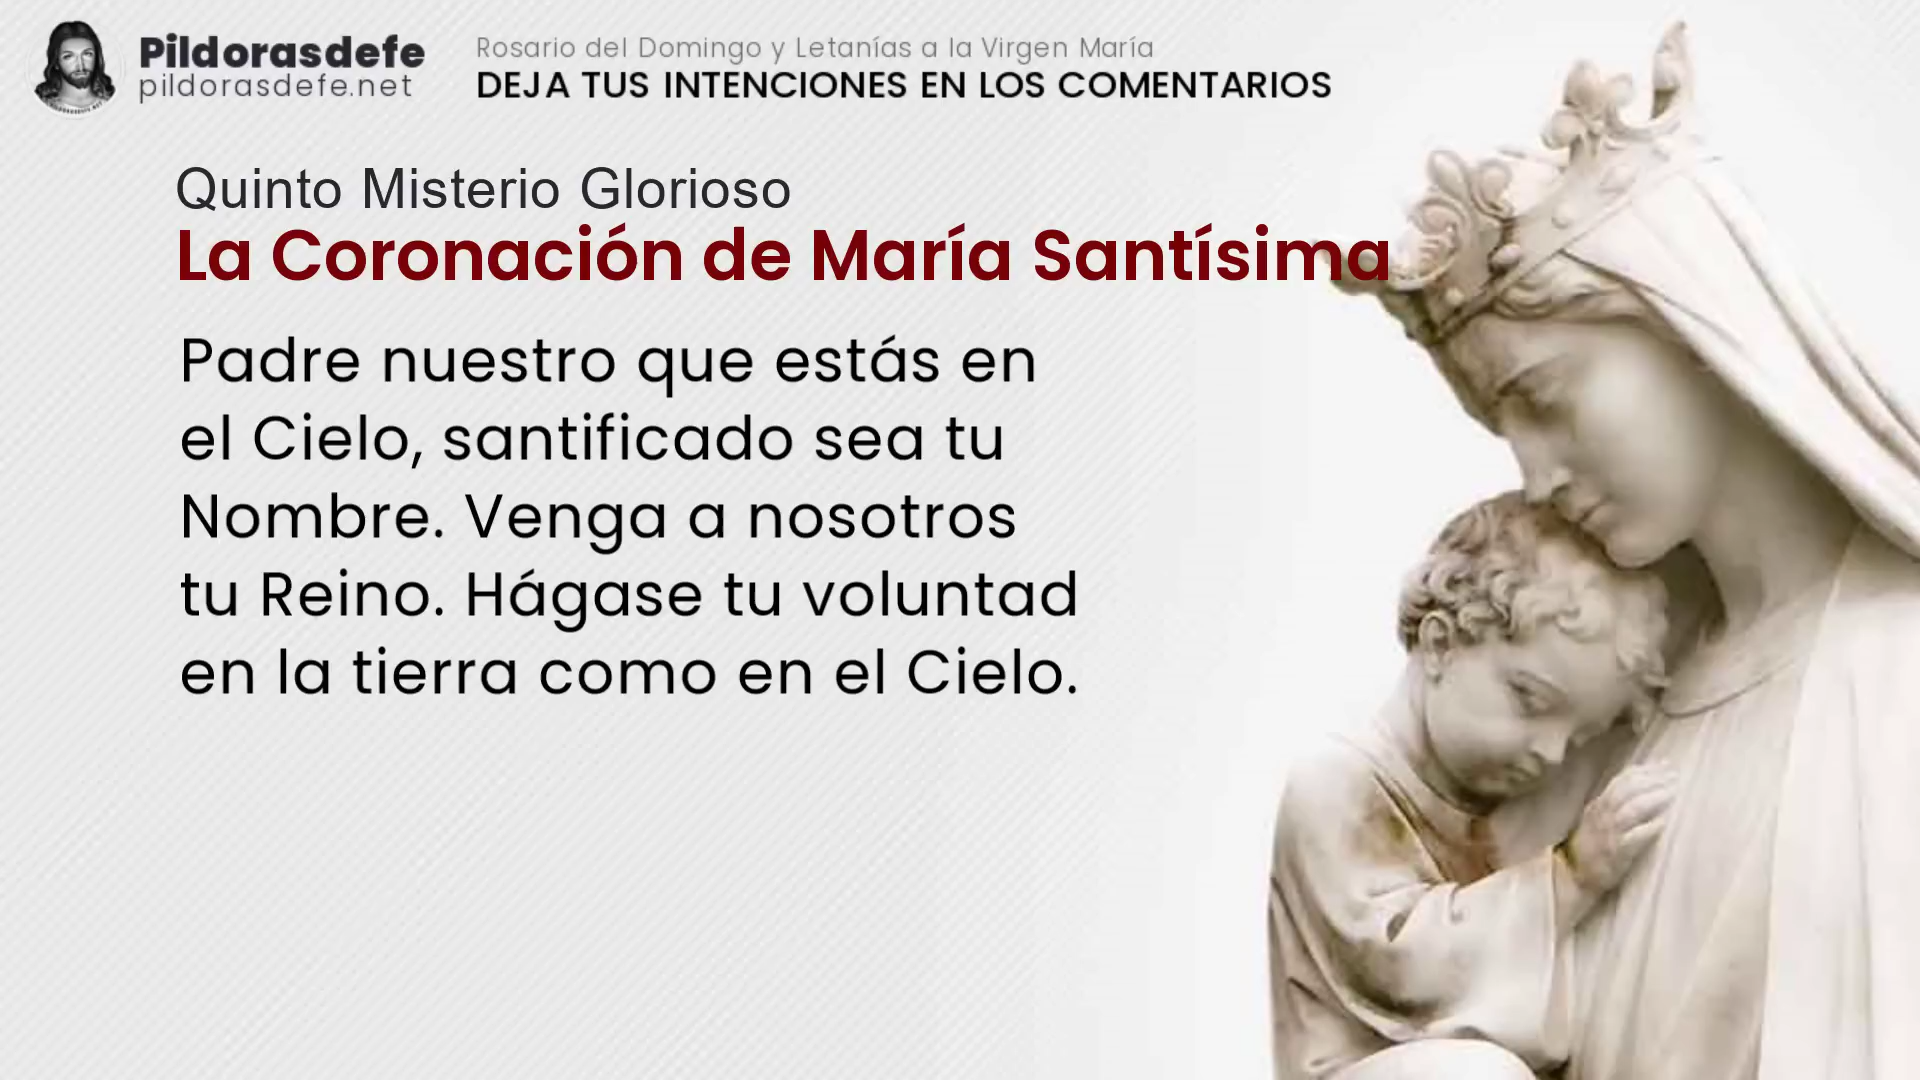 Pildorasdefe
pildorasdefe.net
Rosario del Domingo y Letanías a la Virgen María
DEJA TUS INTENCIONES EN LOS COMENTARIOS
Quinto Misterio Glorioso
La Coronación de María Santísima
Padre nuestro que estás en
el Cielo, santificado sea tu
Nombre. Venga a nosotros
tu Reino. Hágase tu voluntad
en la tierra como en el Cielo.